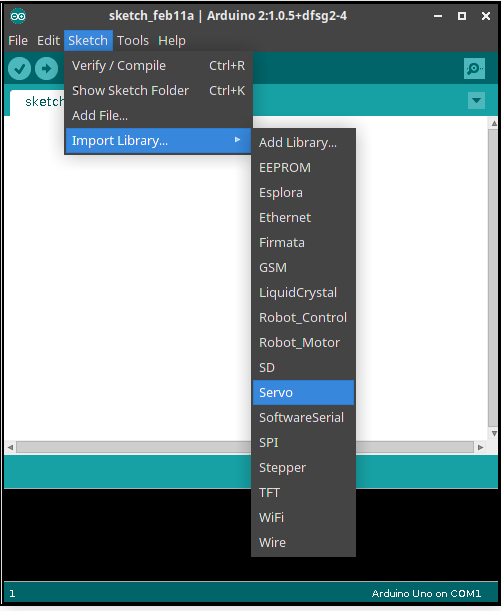 sketch_feb11a | Arduino 2:1.0.5+dfsg2-4
File Edit Sketch Tools Help
Verify / Compile Ctrl+R
Show Sketch Folder Ctrl+K
Add File...
sketch
Import Library...
Add Library...
EEPROM
Esplora
Ethernet
Firmata
GSM
LiquidCrystal
Robot_Control
Robot_Motor
SD
Servo
SoftwareSerial
SPI
Stepper
TFT
WiFi
Wire
1 Arduino Uno on COM1